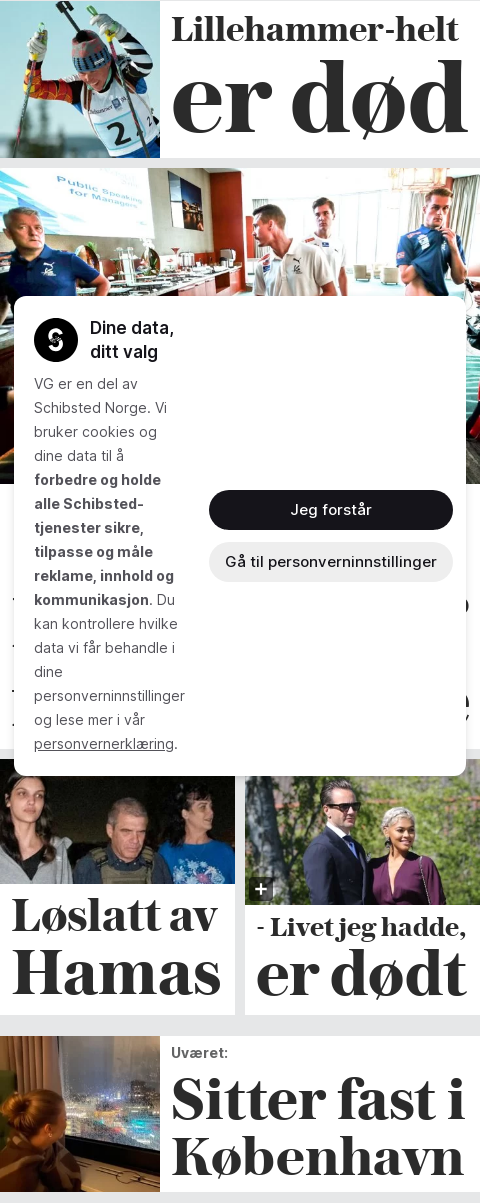 Lillehammer-helt
er død
Public Speaking
for Managers
Dine data,
ditt valg
VG er en del av
Schibsted Norge. Vi
bruker cookies og
dine data til å
forbedre og holde
alle Schibsted-
tjenester sikre,
tilpasse og måle
reklame, innhold og
kommunikasjon. Du
kan kontrollere hvilke
data vi får behandle i
dine
personverninnstillinger
og lese mer i vår
personvernerklæring.
Jeg forstår
Gå til personverninnstillinger
Løslatt av
Hamas
- Livet jeg hadde,
er dødt
Uværet:
Sitter fast i
København